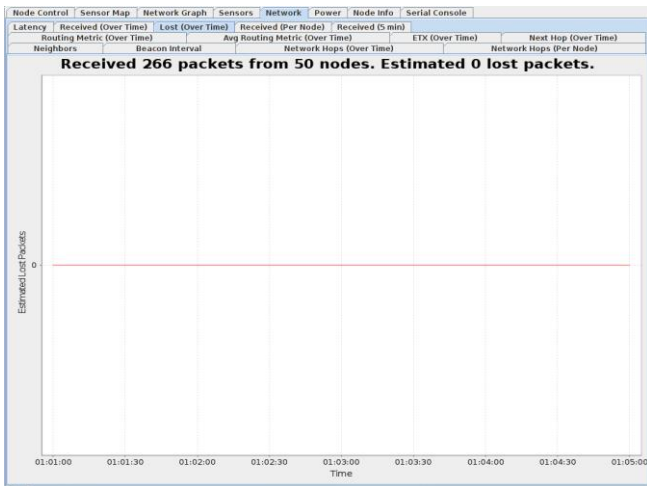 Node Control Sensor Map Network Graph Sensors Network Power Node Info Serial Console
Latency Received (Over Time) Lost (Over Time) Received (Per Node) Received (5 min)
Routing Metric (Over Time) Avg Routing Metric (Over Time) ETX (Over Time) Next Hop (Over Time)
Neighbors Beacon Interval Network Hops (Over Time) Network Hops (Per Node)
Received 266 packets from 50 nodes. Estimated 0 lost packets.
Estimated Lost Packets
0
01:01:00 01:01:30 01:02:00 01:02:30 01:03:00 01:03:30 01:04:00 01:04:30 01:05:00
Time